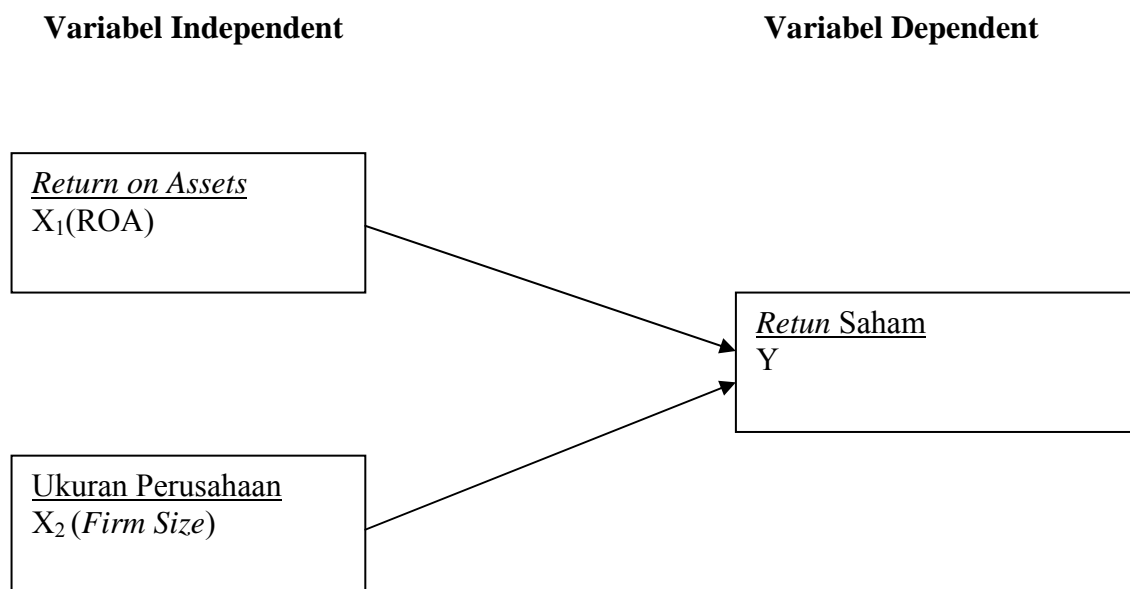 Variabel Independent
Variabel Dependent
Return on Assets
X₁(ROA)
Retun Saham
Y
Ukuran Perusahaan
X₂ (Firm Size)